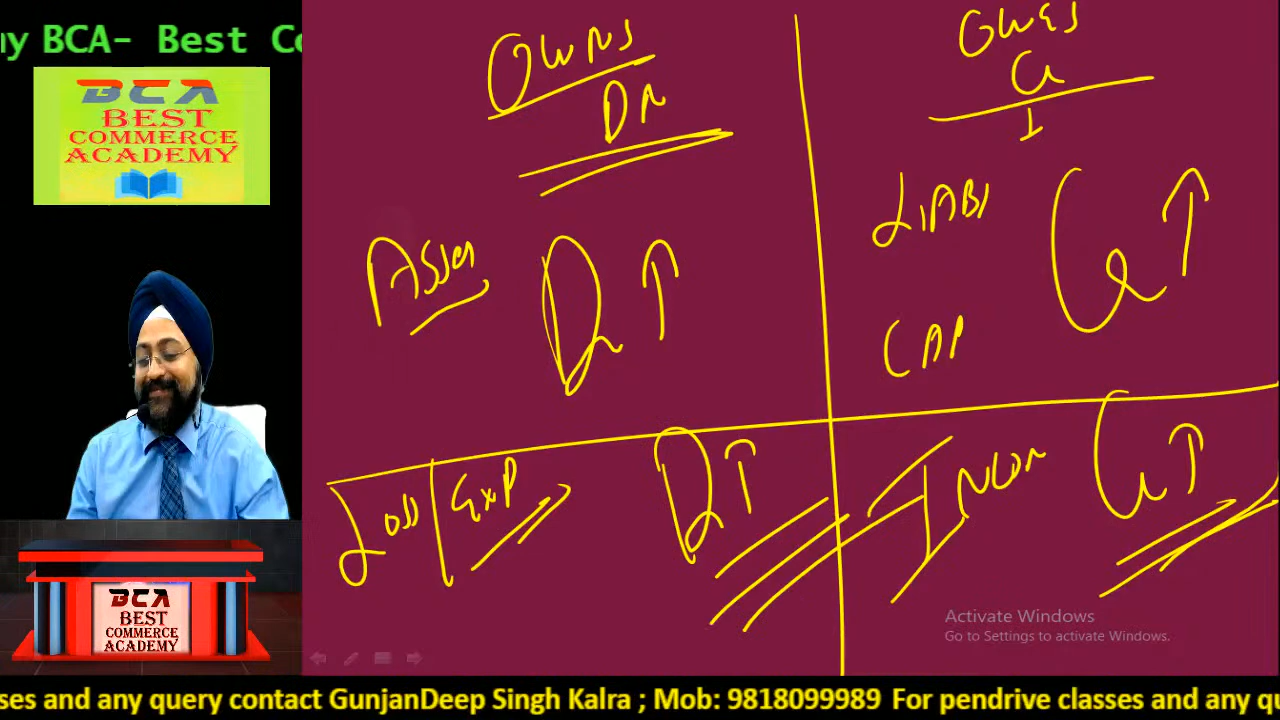 ny BCA- Best Co
BCA
BEST
COMMERCE
ACADEMY
OWNS
Dr
OWES
Cr
Assets
Dr ↑
LIABI
CAP
Cr ↑
Loss | Exp
Dr ↑
INCOM
Cr ↑
BCA
BEST
COMMERCE
ACADEMY
Activate Windows
Go to Settings to activate Windows.
ses and any query contact GunjanDeep Singh Kalra ; Mob: 9818099989 For pendrive classes and any qu